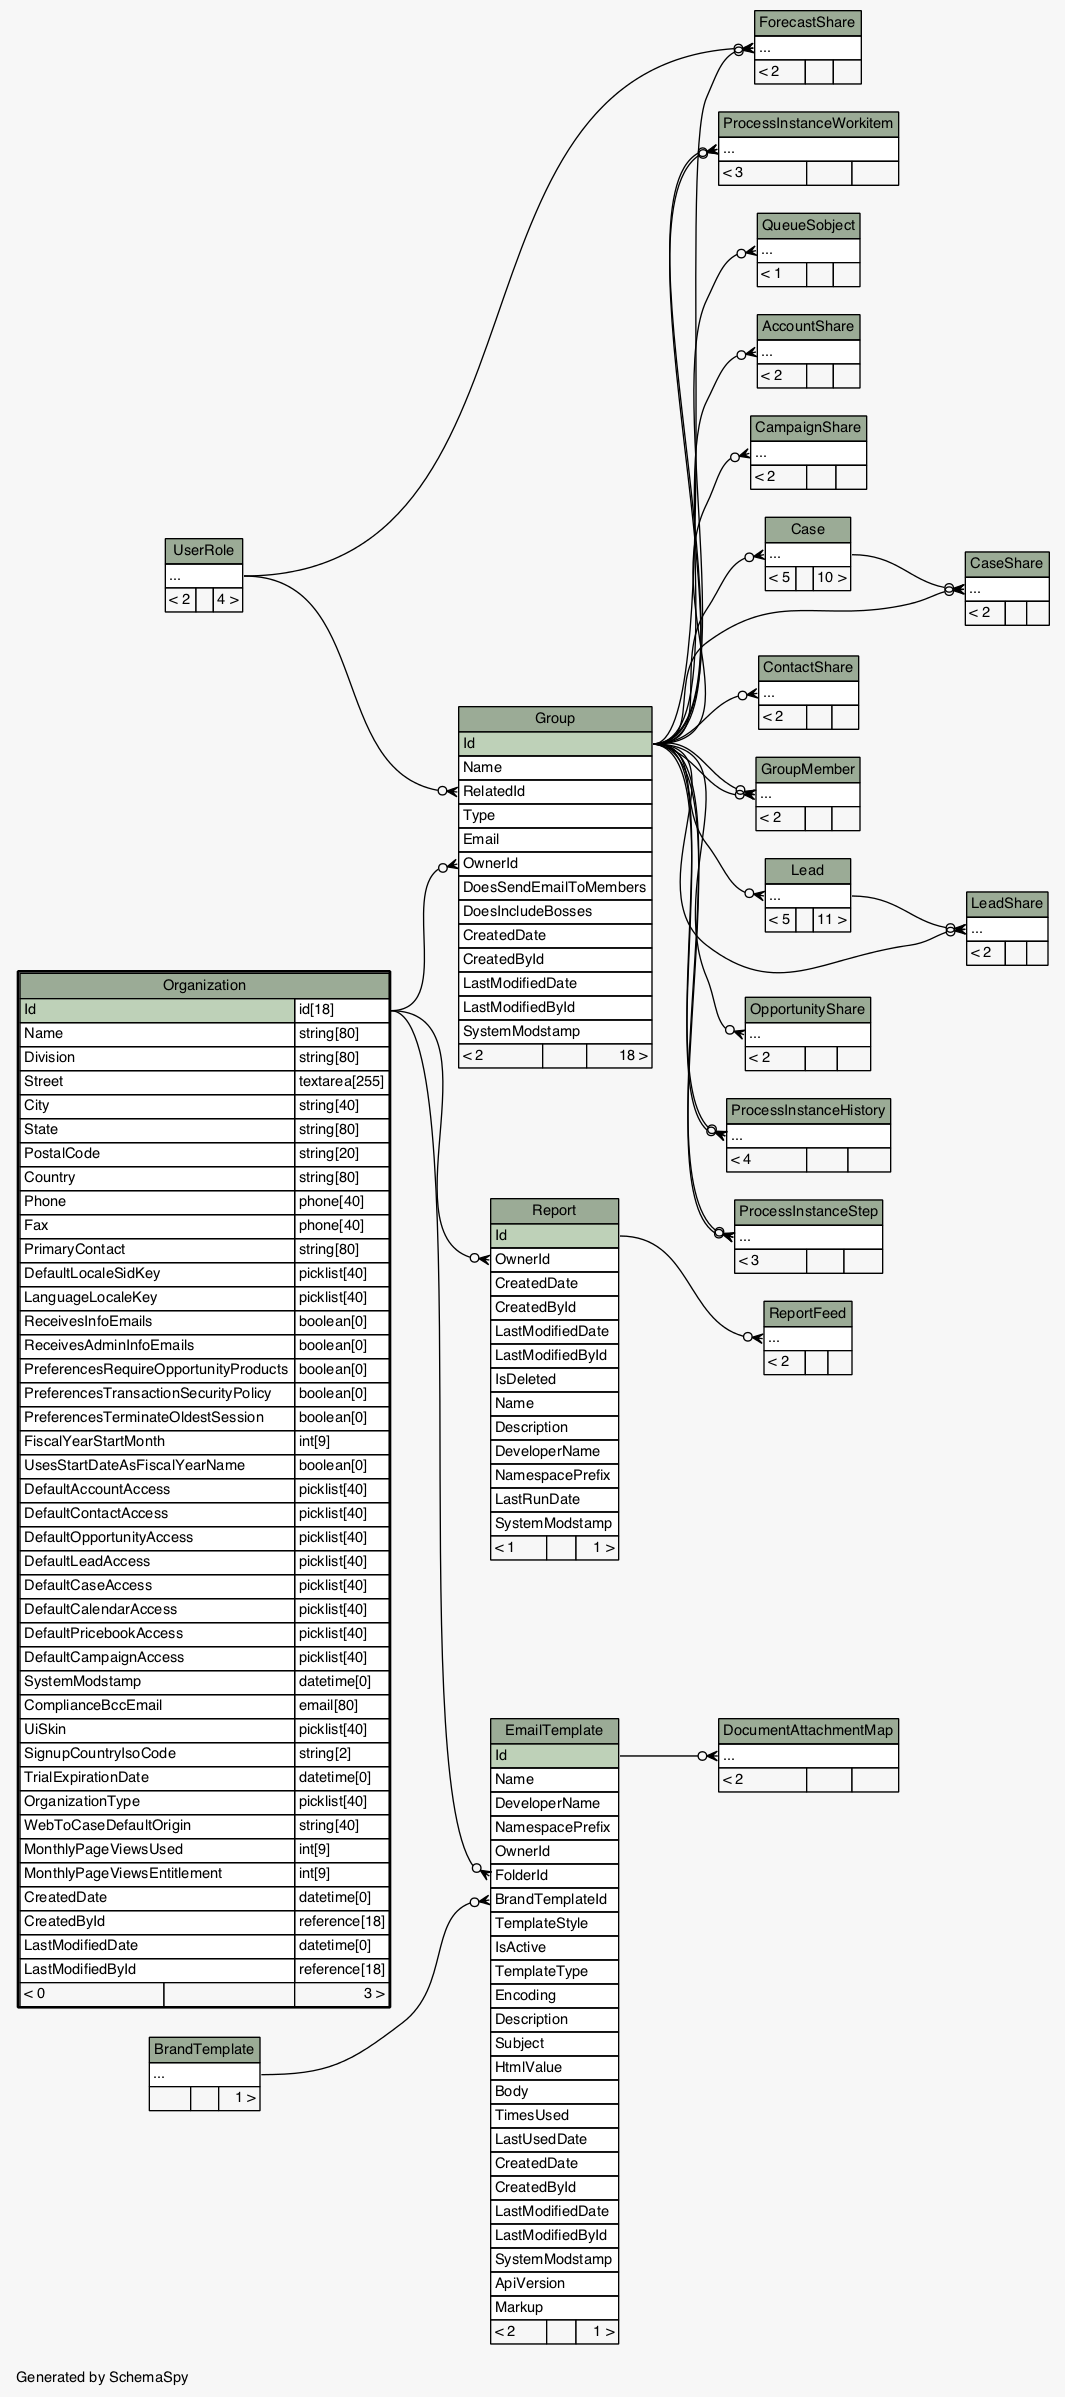 ForecastShare
...
< 2
ProcessInstanceWorkitem
...
< 3
QueueSobject
...
< 1
AccountShare
...
< 2
CampaignShare
...
< 2
Case
...
< 5 10 >
CaseShare
...
< 2
UserRole
...
< 2 4 >
ContactShare
...
< 2
GroupMember
...
< 2
Lead
...
< 5 11 >
LeadShare
...
< 2
Group
Id
Name
RelatedId
Type
Email
OwnerId
DoesSendEmailToMembers
DoesIncludeBosses
CreatedDate
CreatedById
LastModifiedDate
LastModifiedById
SystemModstamp
< 2 18 >
OpportunityShare
...
< 2
ProcessInstanceHistory
...
< 4
ProcessInstanceStep
...
< 3
ReportFeed
...
< 2
Organization
Id id[18]
Name string[80]
Division string[80]
Street textarea[255]
City string[40]
State string[80]
PostalCode string[20]
Country string[80]
Phone phone[40]
Fax phone[40]
PrimaryContact string[80]
DefaultLocaleSidKey picklist[40]
LanguageLocaleKey picklist[40]
ReceivesInfoEmails boolean[0]
ReceivesAdminInfoEmails boolean[0]
PreferencesRequireOpportunityProducts boolean[0]
PreferencesTransactionSecurityPolicy boolean[0]
PreferencesTerminateOldestSession boolean[0]
FiscalYearStartMonth int[9]
UsesStartDateAsFiscalYearName boolean[0]
DefaultAccountAccess picklist[40]
DefaultContactAccess picklist[40]
DefaultOpportunityAccess picklist[40]
DefaultLeadAccess picklist[40]
DefaultCaseAccess picklist[40]
DefaultCalendarAccess picklist[40]
DefaultPricebookAccess picklist[40]
DefaultCampaignAccess picklist[40]
SystemModstamp datetime[0]
ComplianceBccEmail email[80]
UiSkin picklist[40]
SignupCountryIsoCode string[2]
TrialExpirationDate datetime[0]
OrganizationType picklist[40]
WebToCaseDefaultOrigin string[40]
MonthlyPageViewsUsed int[9]
MonthlyPageViewsEntitlement int[9]
CreatedDate datetime[0]
CreatedById reference[18]
LastModifiedDate datetime[0]
LastModifiedById reference[18]
< 0 3 >
Report
Id
OwnerId
CreatedDate
CreatedById
LastModifiedDate
LastModifiedById
IsDeleted
Name
Description
DeveloperName
NamespacePrefix
LastRunDate
SystemModstamp
< 1 1 >
EmailTemplate
Id
Name
DeveloperName
NamespacePrefix
OwnerId
FolderId
BrandTemplateId
TemplateStyle
IsActive
TemplateType
Encoding
Description
Subject
HtmlValue
Body
TimesUsed
LastUsedDate
CreatedDate
CreatedById
LastModifiedDate
LastModifiedById
SystemModstamp
ApiVersion
Markup
< 2 1 >
DocumentAttachmentMap
...
< 2
BrandTemplate
...
1 >
Generated by SchemaSpy